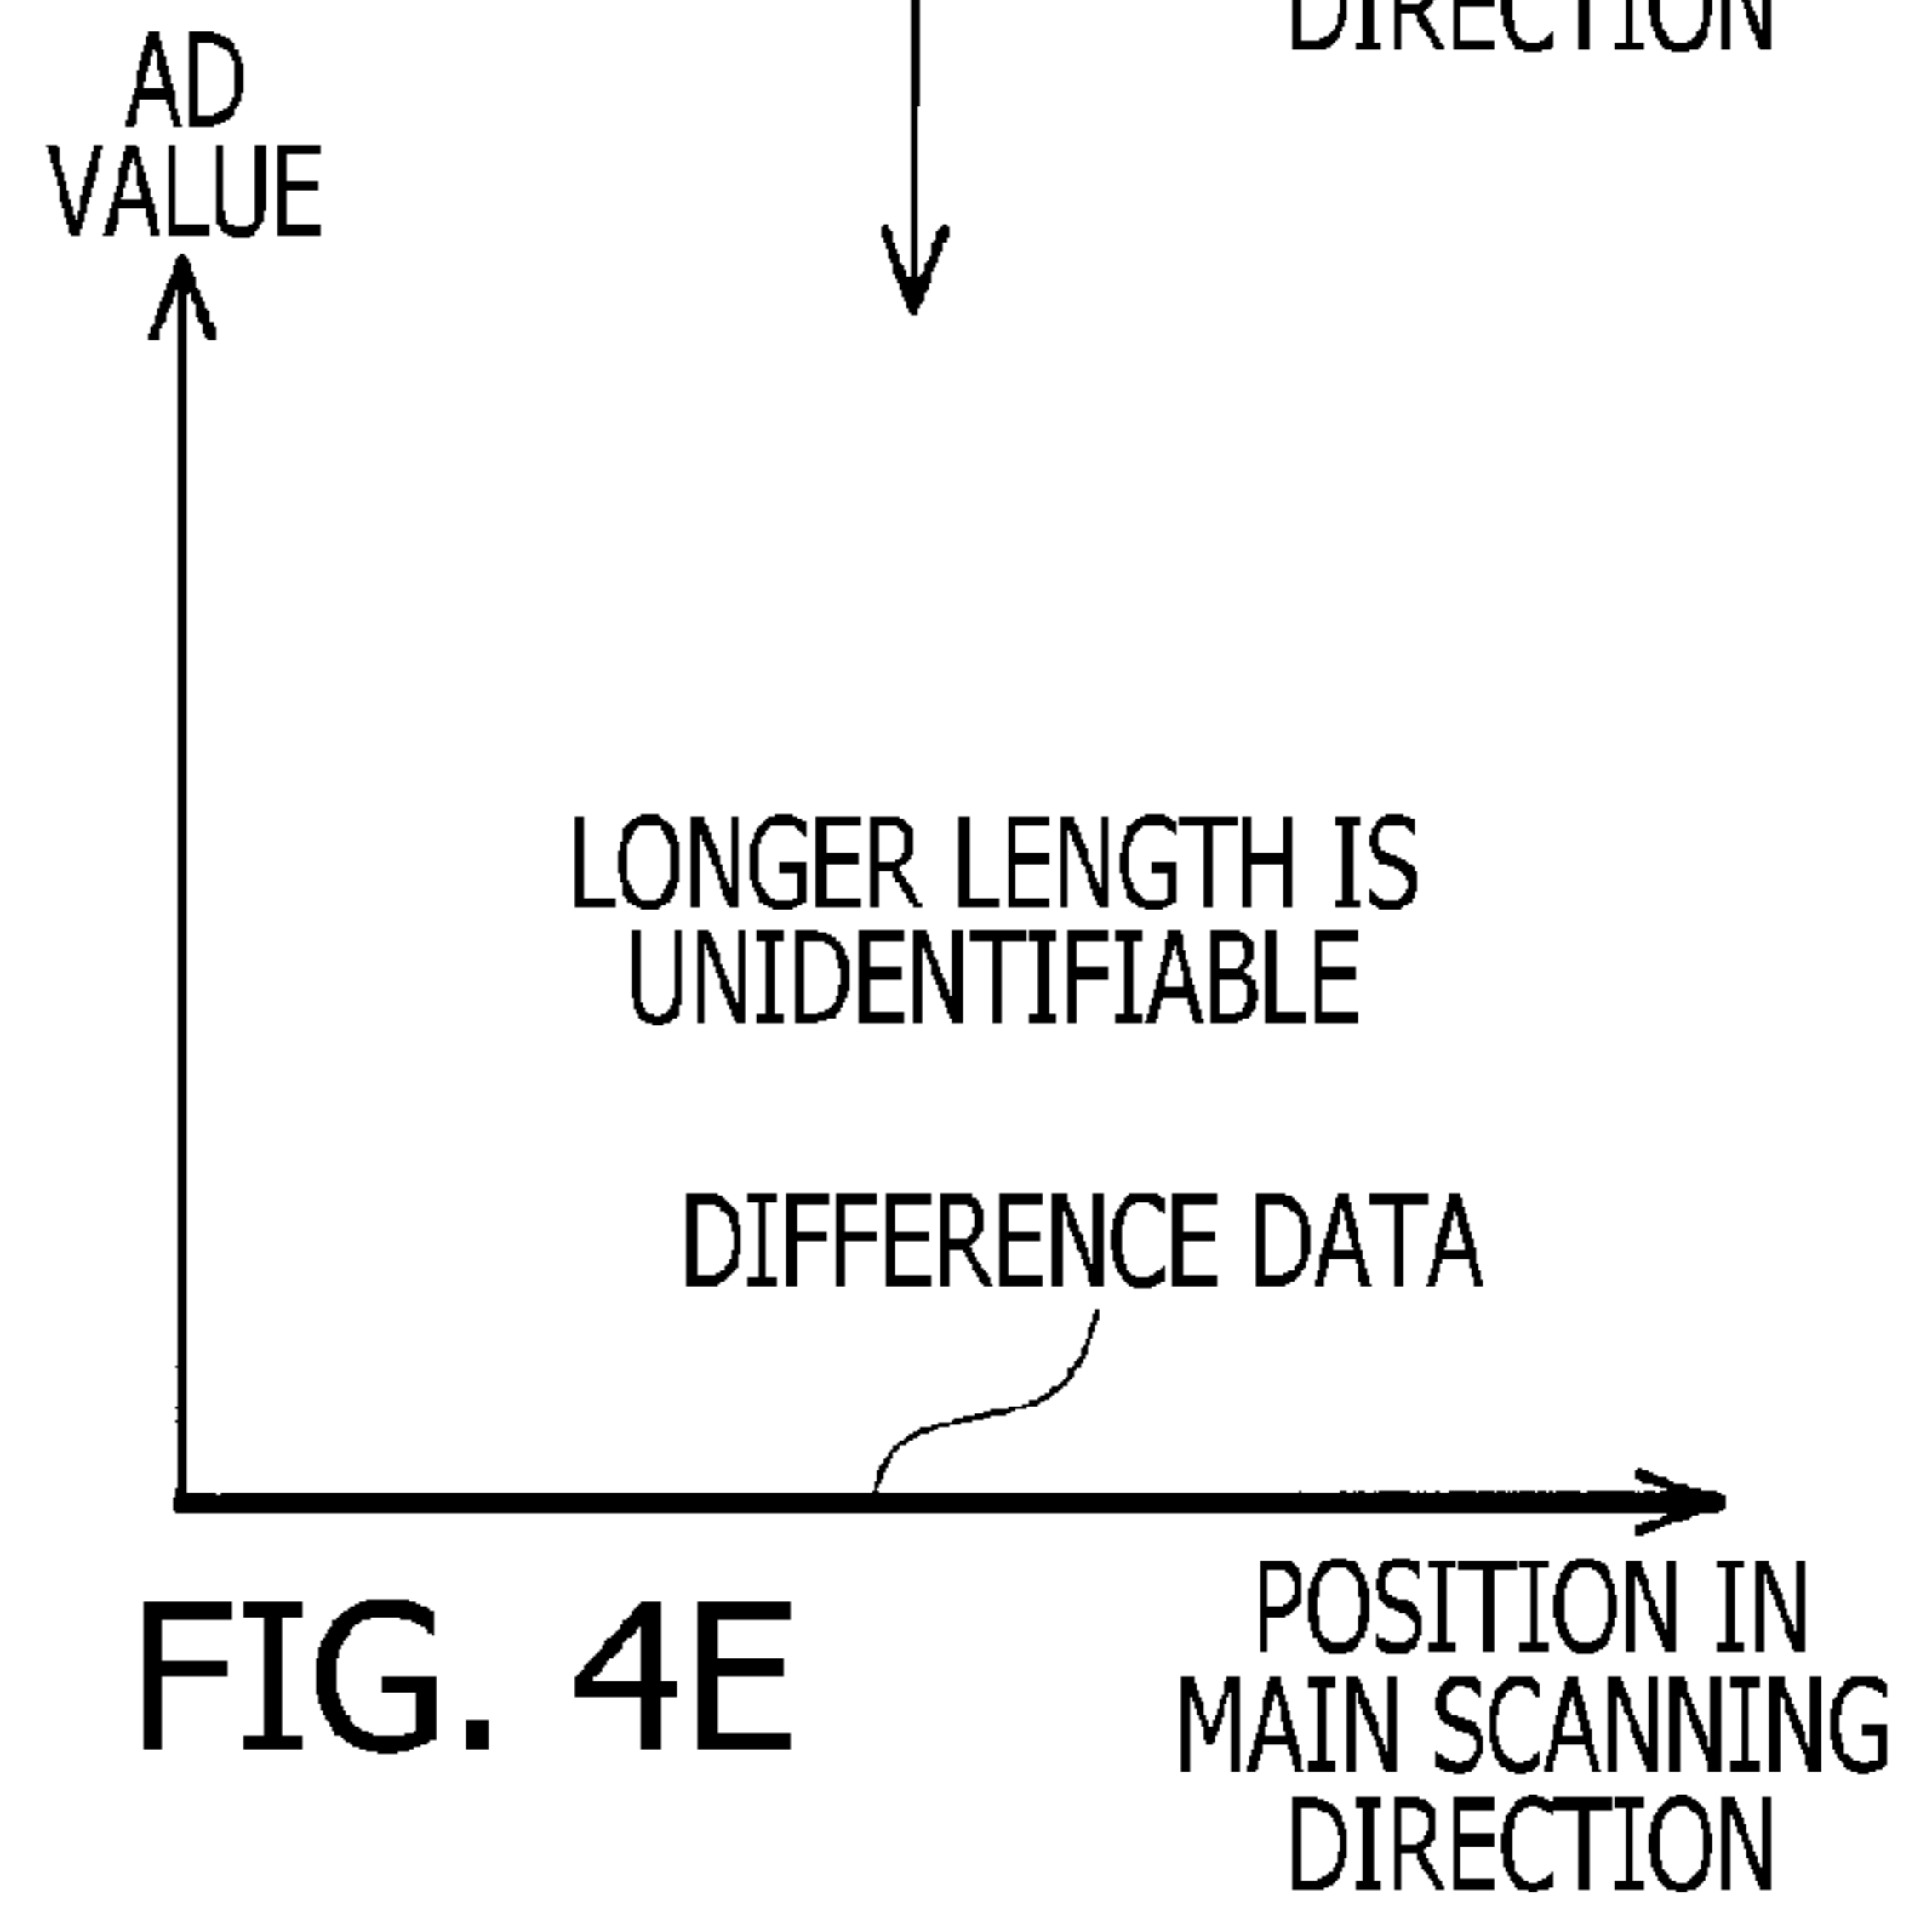 DIRECTION
AD
VALUE
LONGER LENGTH IS
UNIDENTIFIABLE
DIFFERENCE DATA
POSITION IN
MAIN SCANNING
DIRECTION
FIG. 4E